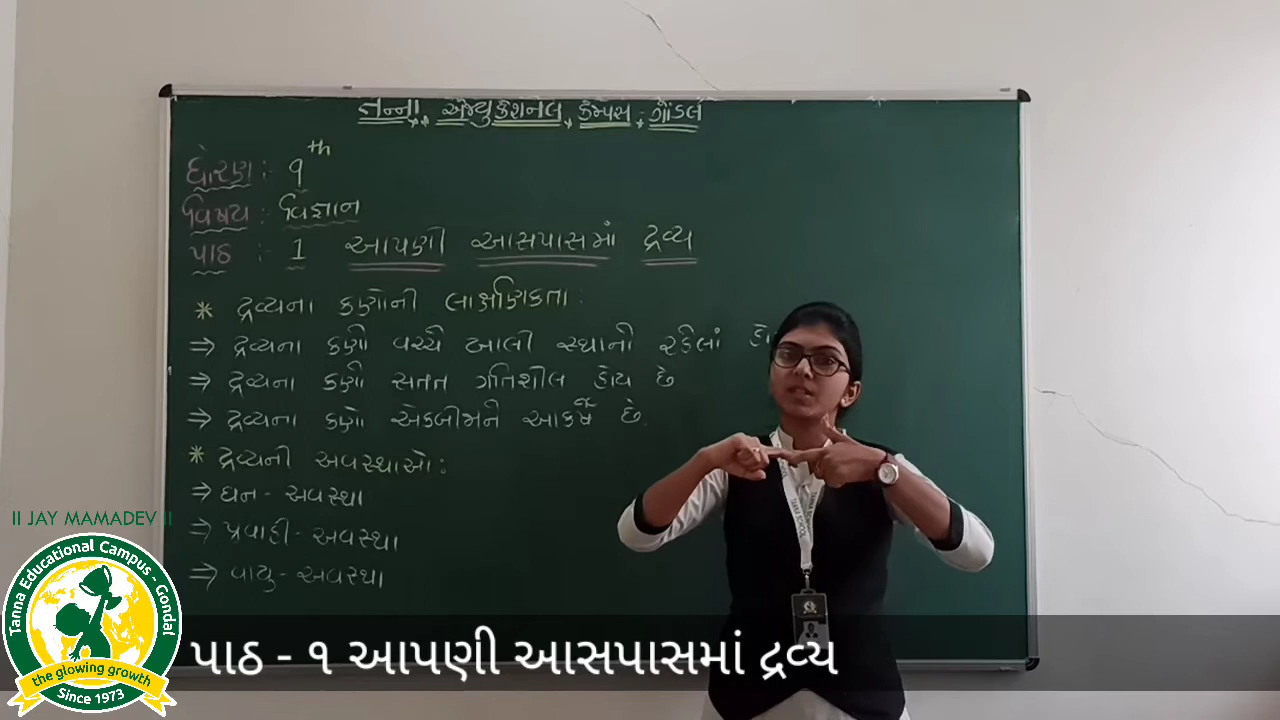 તન્ના એજ્યુકેશનલ કેમ્પસ - ગોંડલ
ધોરણ :- ૧ th
વિષય :- વિજ્ઞાન
પાઠ :- 1 આપણી આસપાસમાં દ્રવ્ય
* દ્રવ્યના કણોની લાક્ષણિકતા :
⇒ દ્રવ્યના કણો વચ્ચે ખાલી સ્થાનો રહેલાં
⇒ દ્રવ્યના કણો સતત ગતિશીલ હોય છે
⇒ દ્રવ્યના કણો એકબીજાને આકર્ષે છે.
* દ્રવ્યની અવસ્થાઓ :
⇒ ઘન - અવસ્થા
⇒ પ્રવાહી - અવસ્થા
⇒ વાયુ - અવસ્થા
II JAY MAMADEV II
Tanna Educational Campus - Gondal
the glowing growth
Since 1973
પાઠ - ૧ આપણી આસપાસમાં દ્રવ્ય